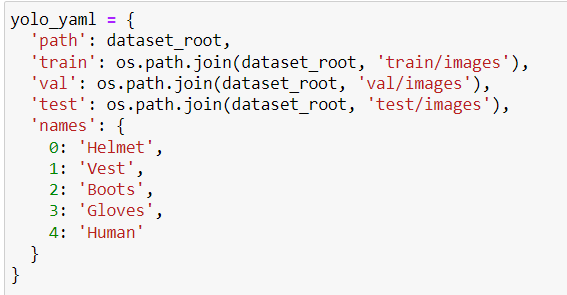 yolo_yaml = {
  'path': dataset_root,
  'train': os.path.join(dataset_root, 'train/images'),
  'val': os.path.join(dataset_root, 'val/images'),
  'test': os.path.join(dataset_root, 'test/images'),
  'names': {
    0: 'Helmet',
    1: 'Vest',
    2: 'Boots',
    3: 'Gloves',
    4: 'Human'
  }
}